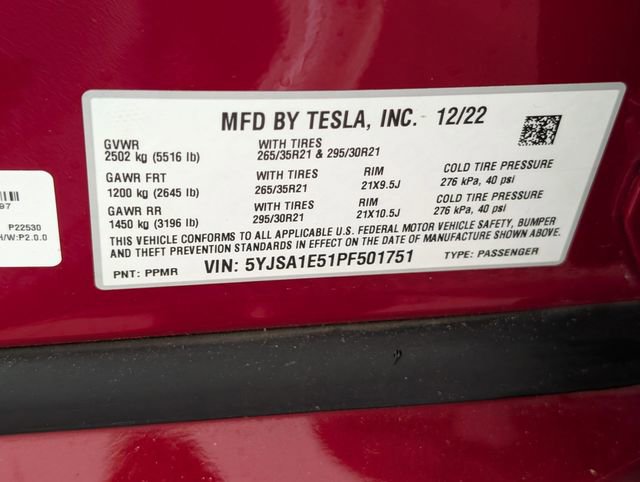 MFD BY TESLA, INC. 12/22
GVWR WITH TIRES
2502 kg (5516 lb) 265/35R21 & 295/30R21
GAWR FRT WITH TIRES RIM COLD TIRE PRESSURE
1200 kg (2645 lb) 265/35R21 21X9.5J 276 kPa, 40 psi
GAWR RR WITH TIRES RIM COLD TIRE PRESSURE
1450 kg (3196 lb) 295/30R21 21X10.5J 276 kPa, 40 psi
THIS VEHICLE CONFORMS TO ALL APPLICABLE U.S. FEDERAL MOTOR VEHICLE SAFETY, BUMPER
AND THEFT PREVENTION STANDARDS IN EFFECT ON THE DATE OF MANUFACTURE SHOWN ABOVE.
PNT: PPMR VIN: 5YJSA1E51PF501751 TYPE: PASSENGER
97
P22530
H/W:P2.0.0